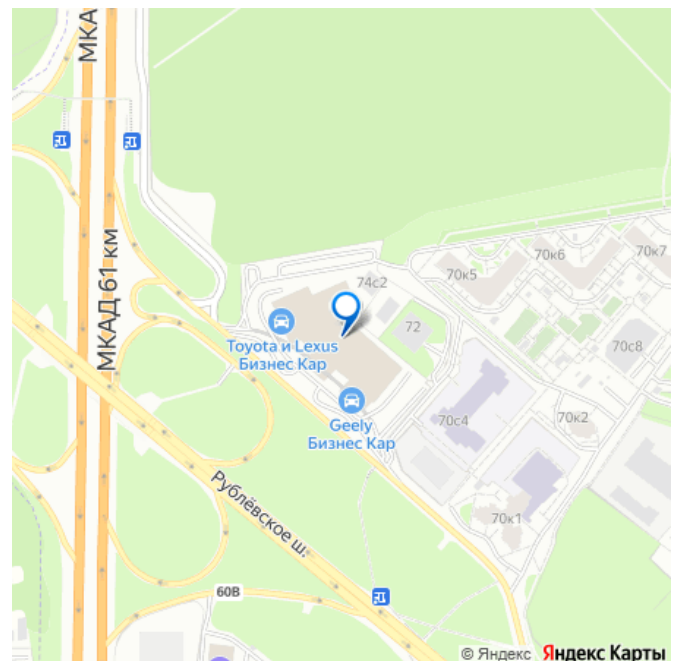 МКА
МКАД 61 км
74с2
70к5
70к6
70к7
72
Toyota и Lexus
Бизнес Кар
70с8
Geely
Бизнес Кар
70с4
70к2
Рублёвское ш.
70к1
60В
© Яндекс Яндекс Карты